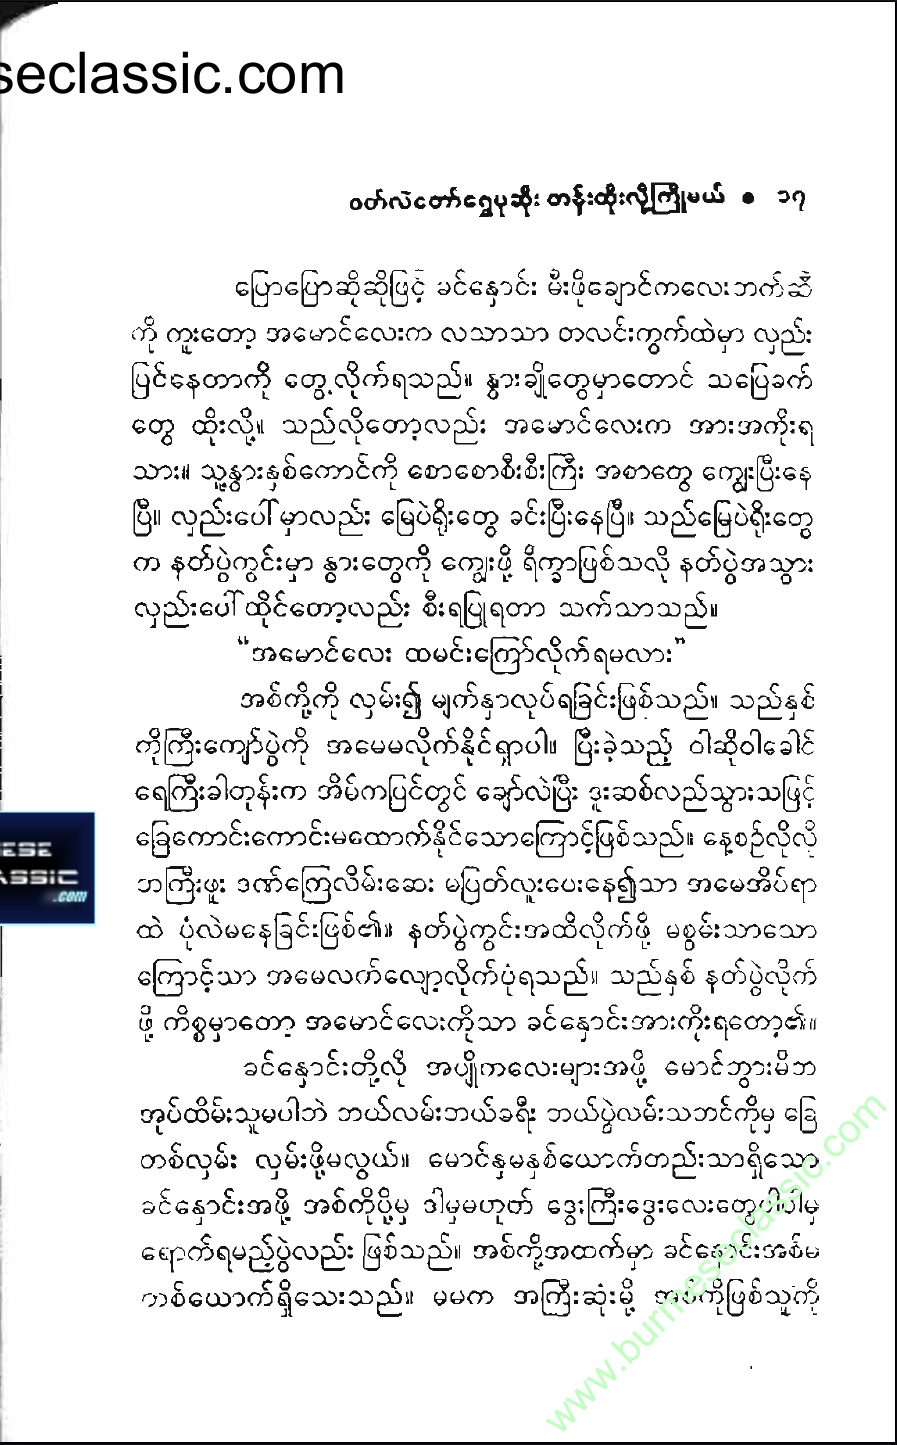 seclassic.com
ဝတ်လဲတော်ရွှေပုဆိုး တန်းထိုးလို့ကြိုမယ် ● ၁၇
ပြောပြောဆိုဆိုဖြင့် ခင်နှောင်း မီးဖိုချောင်ကလေးဘက်ဆီ
ကို ကူးတော့ အမောင်လေးက လသာသာ တလင်းကွက်ထဲမှာ လှည်း
ပြင်နေတာကို တွေ့လိုက်ရသည်။ နွားချိုတွေမှာတောင် သပြေခက်
တွေ ထိုးလို့။ သည်လိုတော့လည်း အမောင်လေးက အားအကိုးရ
သား။ သူ့နွားနှစ်ကောင်ကို စောစောစီးစီးကြီး အစာတွေ ကျွေးပြီးနေ
ပြီ။ လှည်းပေါ်မှာလည်း မြေပဲရိုးတွေ ခင်းပြီးနေပြီ။ သည်မြေပဲရိုးတွေ
က နတ်ပွဲကွင်းမှာ နွားတွေကို ကျွေးဖို့ ရိက္ခာဖြစ်သလို နတ်ပွဲအသွား
လှည်းပေါ်ထိုင်တော့လည်း စီးရပြုရတာ သက်သာသည်။
“အမောင်လေး ထမင်းကြော်လိုက်ရမလား”
အစ်ကို့ကို လှမ်း၍ မျက်နှာလုပ်ရခြင်းဖြစ်သည်။ သည်နှစ်
ကိုကြီးကျော်ပွဲကို အမေမလိုက်နိုင်ရှာပါ။ ပြီးခဲ့သည့် ဝါဆိုဝါခေါင်
ရေကြီးခါတုန်းက အိမ်ကပြင်တွင် ချော်လဲပြီး ဒူးဆစ်လည်သွားသဖြင့်
ခြေကောင်းကောင်းမထောက်နိုင်သောကြောင့်ဖြစ်သည်။ နေ့စဉ်လိုလို
ဘကြီးဖူး ဒဏ်ကြေလိမ်းဆေး မပြတ်လူးပေးနေ၍သာ အမေအိပ်ရာ
ထဲ ပုံလဲမနေခြင်းဖြစ်၏။ နတ်ပွဲကွင်းအထိလိုက်ဖို့ မစွမ်းသာသော
ကြောင့်သာ အမေလက်လျော့လိုက်ပုံရသည်။ သည်နှစ် နတ်ပွဲလိုက်
ဖို့ ကိစ္စမှာတော့ အမောင်လေးကိုသာ ခင်နှောင်းအားကိုးရတော့၏။
ခင်နှောင်းတို့လို အပျိုကလေးများအဖို့ မောင်ဘွားမိဘ
အုပ်ထိမ်းသူမပါဘဲ ဘယ်လမ်းဘယ်ခရီး ဘယ်ပွဲလမ်းသဘင်ကိုမှ ခြေ
တစ်လှမ်း လှမ်းဖို့မလွယ်။ မောင်နှမနှစ်ယောက်တည်းသာရှိသော
ခင်နှောင်းအဖို့ အစ်ကိုပို့မှ ဒါမှမဟုတ် ဒွေးကြီးဒွေးလေးတွေပါပါမှ
ရောက်ရမည့်ပွဲလည်း ဖြစ်သည်။ အစ်ကို့အထက်မှာ ခင်နှောင်းအစ်မ
တစ်ယောက်ရှိသေးသည်။ မမက အကြီးဆုံးမို့ အစ်ကိုဖြစ်သူ့ကို
ESE
ASSIC
.com
www.burmeseclassic.com